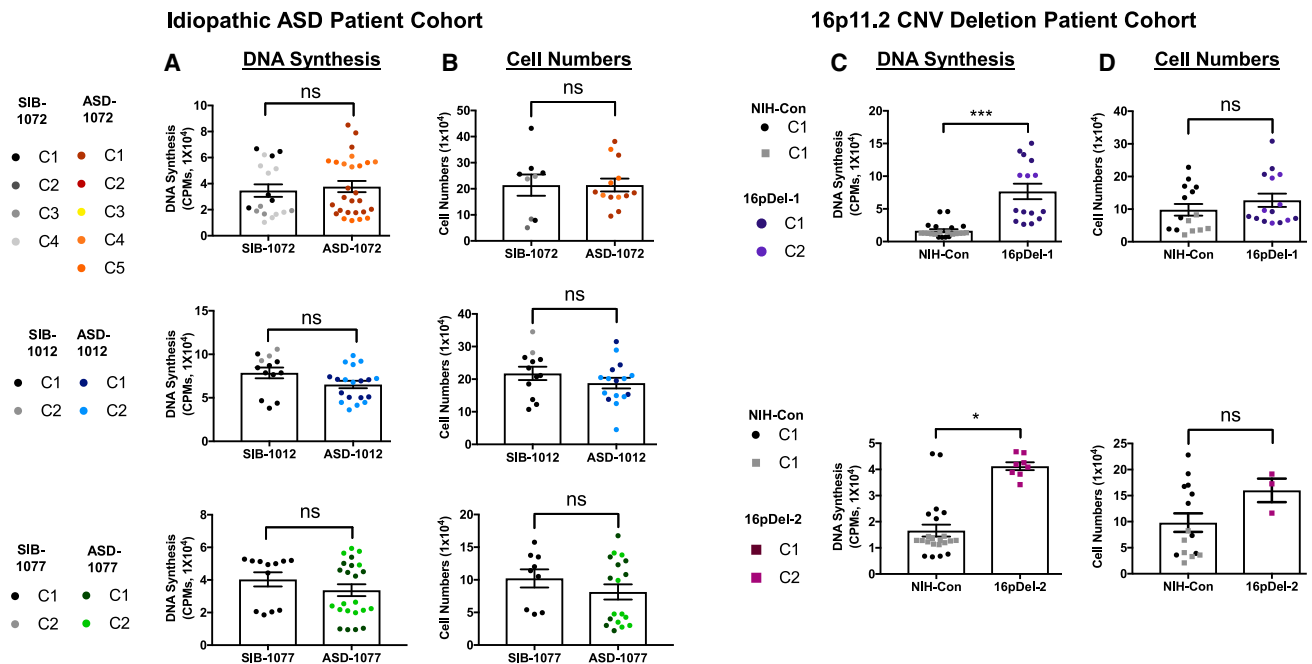 Idiopathic ASD Patient Cohort
16p11.2 CNV Deletion Patient Cohort
A
DNA Synthesis
B
Cell Numbers
C
DNA Synthesis
D
Cell Numbers
SIB-
1072
ASD-
1072
C1
C1
C2
C2
C3
C3
C4
C4
C5
DNA Synthesis
(CPMs, 1X10⁴)
10
8
6
4
2
0
ns
SIB-1072
ASD-1072
Cell Numbers (1x10⁴)
50
40
30
20
10
0
ns
SIB-1072
ASD-1072
NIH-Con
C1
C1
16pDel-1
C1
C2
DNA Synthesis
(CPMs, 1X10⁴)
20
15
10
5
0
***
NIH-Con
16pDel-1
Cell Numbers (1x10⁴)
40
30
20
10
0
ns
NIH-Con
16pDel-1
SIB-
1012
ASD-
1012
C1
C1
C2
C2
DNA Synthesis
(CPMs, 1X10⁴)
15
10
5
0
ns
SIB-1012
ASD-1012
Cell Numbers (1x10⁴)
40
30
20
10
0
ns
SIB-1012
ASD-1012
NIH-Con
C1
C1
16pDel-2
C1
C2
DNA Synthesis
(CPMs, 1X10⁴)
5
4
3
2
1
0
*
NIH-Con
16pDel-2
Cell Numbers (1x10⁴)
25
20
15
10
5
0
ns
NIH-Con
16pDel-2
SIB-
1077
ASD-
1077
C1
C1
C2
C2
DNA Synthesis
(CPMs, 1X10⁴)
8
6
4
2
0
ns
SIB-1077
ASD-1077
Cell Numbers (1x10⁴)
20
15
10
5
0
ns
SIB-1077
ASD-1077